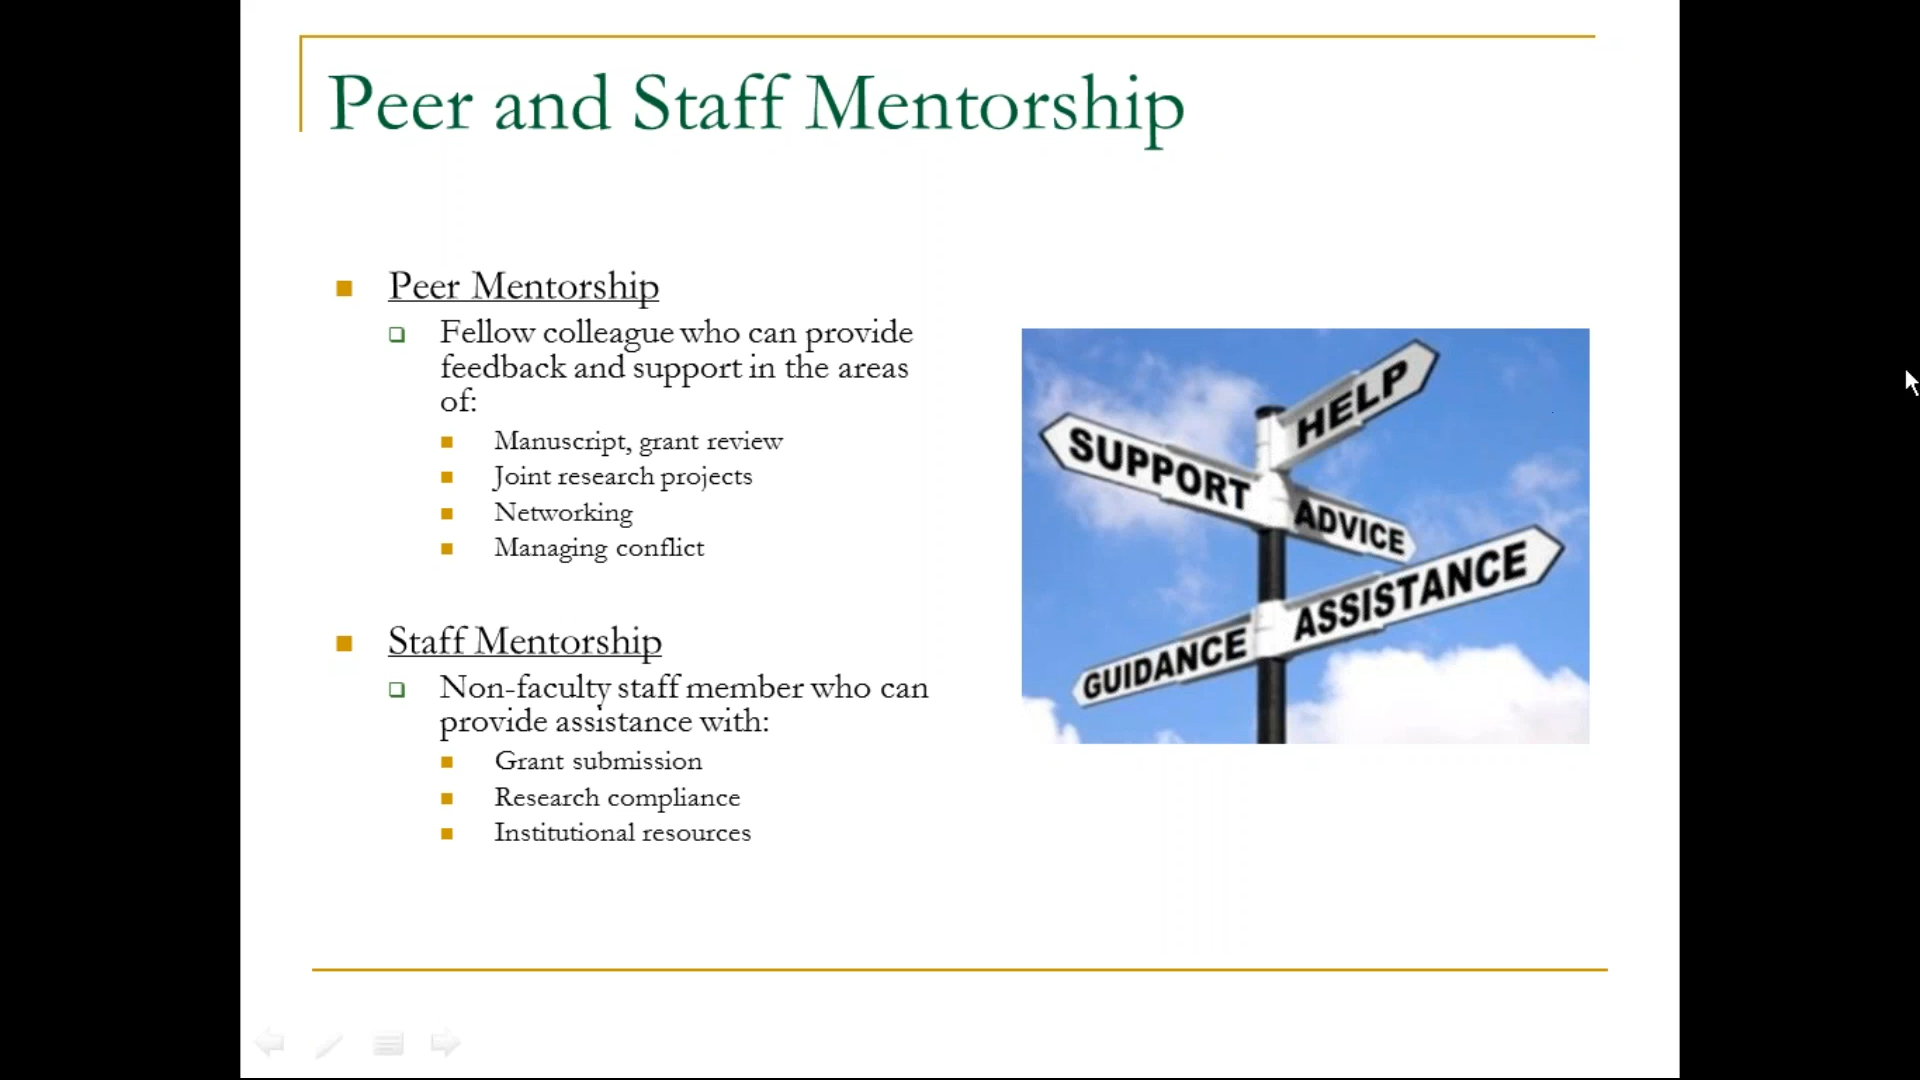 Peer and Staff Mentorship
Peer Mentorship
Fellow colleague who can provide
feedback and support in the areas
of:
Manuscript, grant review
Joint research projects
Networking
Managing conflict
Staff Mentorship
Non-faculty staff member who can
provide assistance with:
Grant submission
Research compliance
Institutional resources
HELP
SUPPORT
ADVICE
ASSISTANCE
GUIDANCE